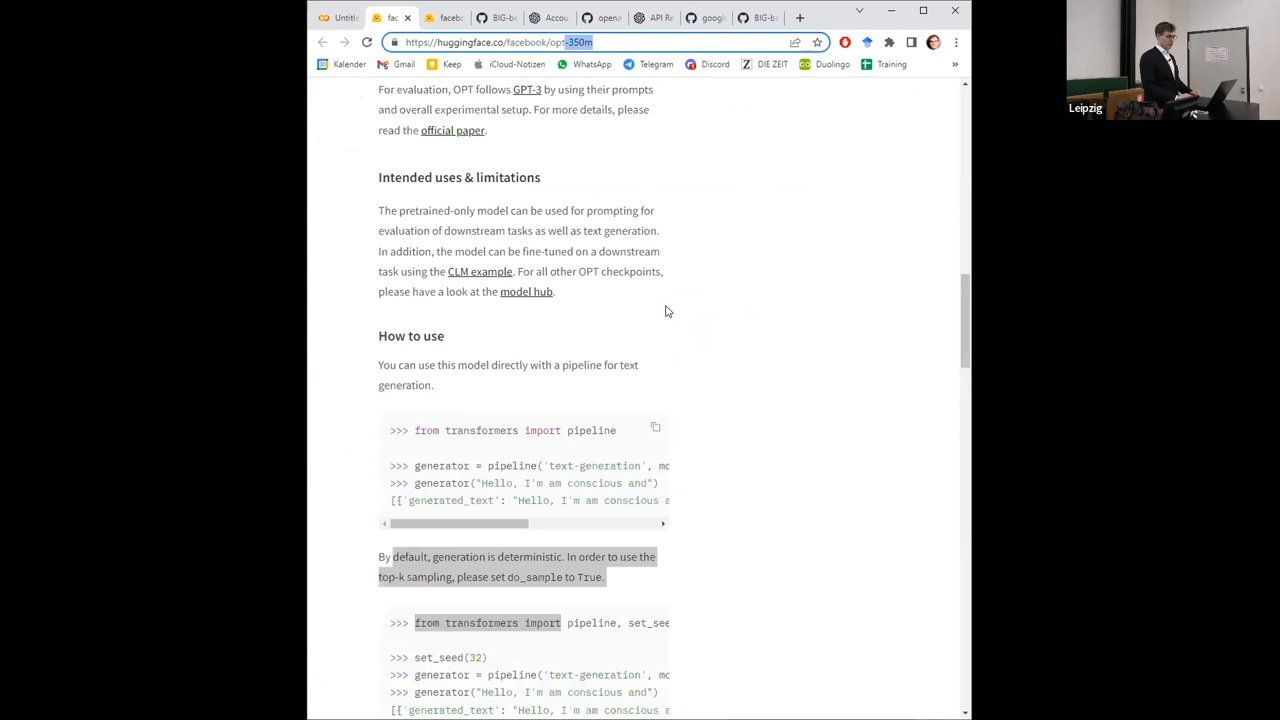 Untitl
fac
facebo
BIG-be
Accou
opena
API Re
google
BIG-be
https://huggingface.co/facebook/opt-350m
Kalender
Gmail
Keep
iCloud-Notizen
WhatsApp
Telegram
Discord
DIE ZEIT
Duolingo
Training
»
Leipzig
For evaluation, OPT follows GPT-3 by using their prompts
and overall experimental setup. For more details, please
read the official paper.
Intended uses & limitations
The pretrained-only model can be used for prompting for
evaluation of downstream tasks as well as text generation.
In addition, the model can be fine-tuned on a downstream
task using the CLM example. For all other OPT checkpoints,
please have a look at the model hub.
How to use
You can use this model directly with a pipeline for text
generation.
>>> from transformers import pipeline
>>> generator = pipeline('text-generation', mo
>>> generator("Hello, I'm am conscious and")
[{'generated_text': "Hello, I'm am conscious a
By default, generation is deterministic. In order to use the
top-k sampling, please set do_sample to True.
>>> from transformers import pipeline, set_see
>>> set_seed(32)
>>> generator = pipeline('text-generation', mo
>>> generator("Hello, I'm am conscious and")
[{'generated_text': "Hello, I'm am conscious a